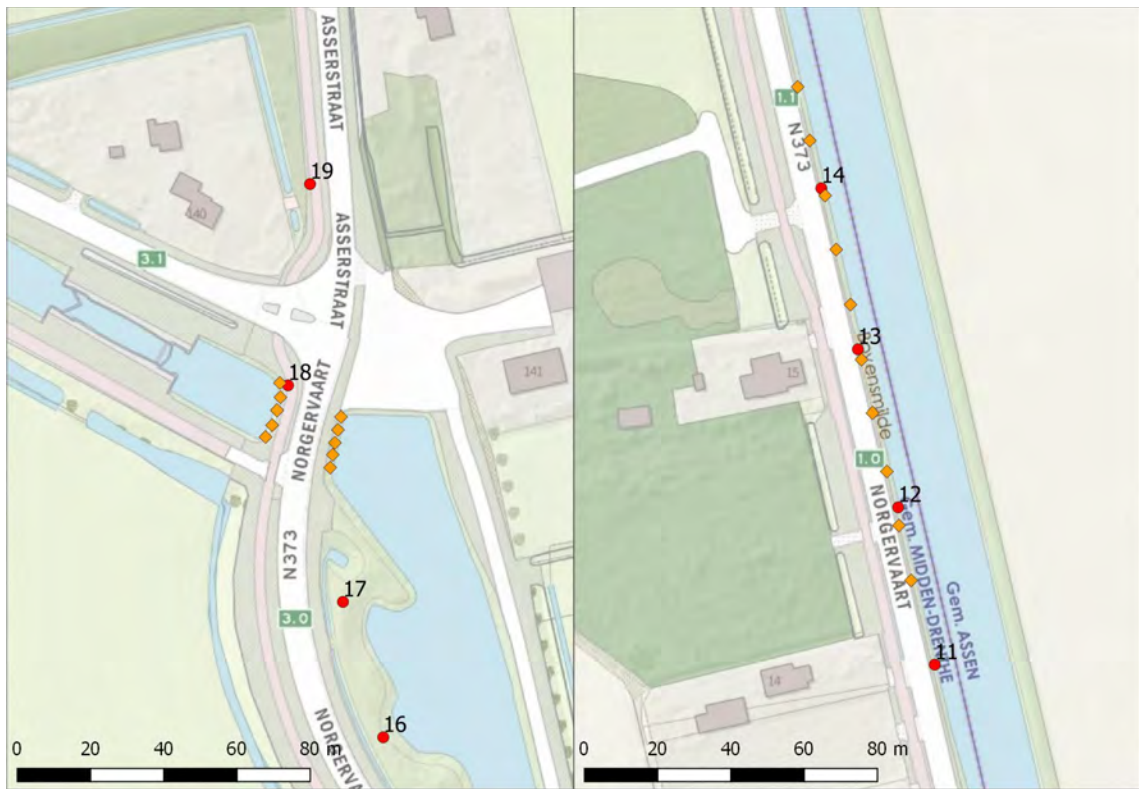 ASSERSTRAAT
19
140
ASSERSTRAAT
3.1
141
18
NORGERVAART
N373
17
3.0
16
NORGERVA
0 20 40 60 80 m
1.1
N373
14
13
15
Bovensmilde
1.0
12
NORGERVAART
Gem. MIDDEN-DRENTHE
Gem. ASSEN
11
14
0 20 40 60 80 m